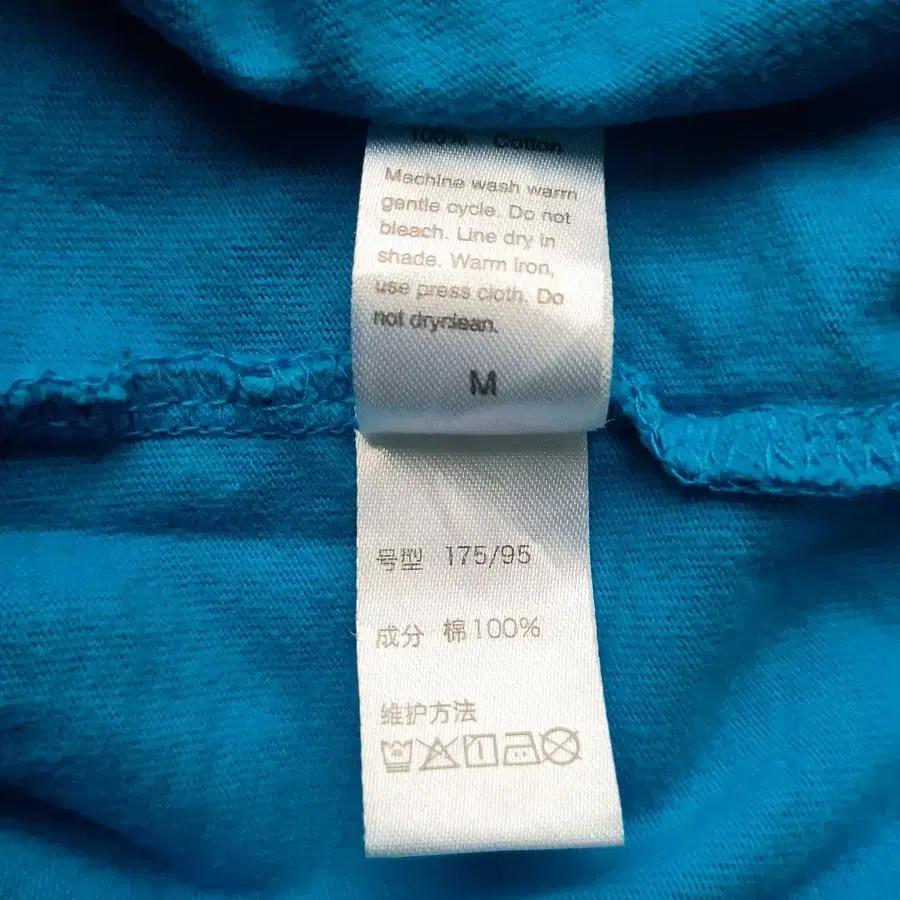 100% Cotton
Machine wash warm
gentle cycle. Do not
bleach. Line dry in
shade. Warm Iron,
use press cloth. Do
not dryclean.
M
号型 175/95
成分 棉100%
维护方法